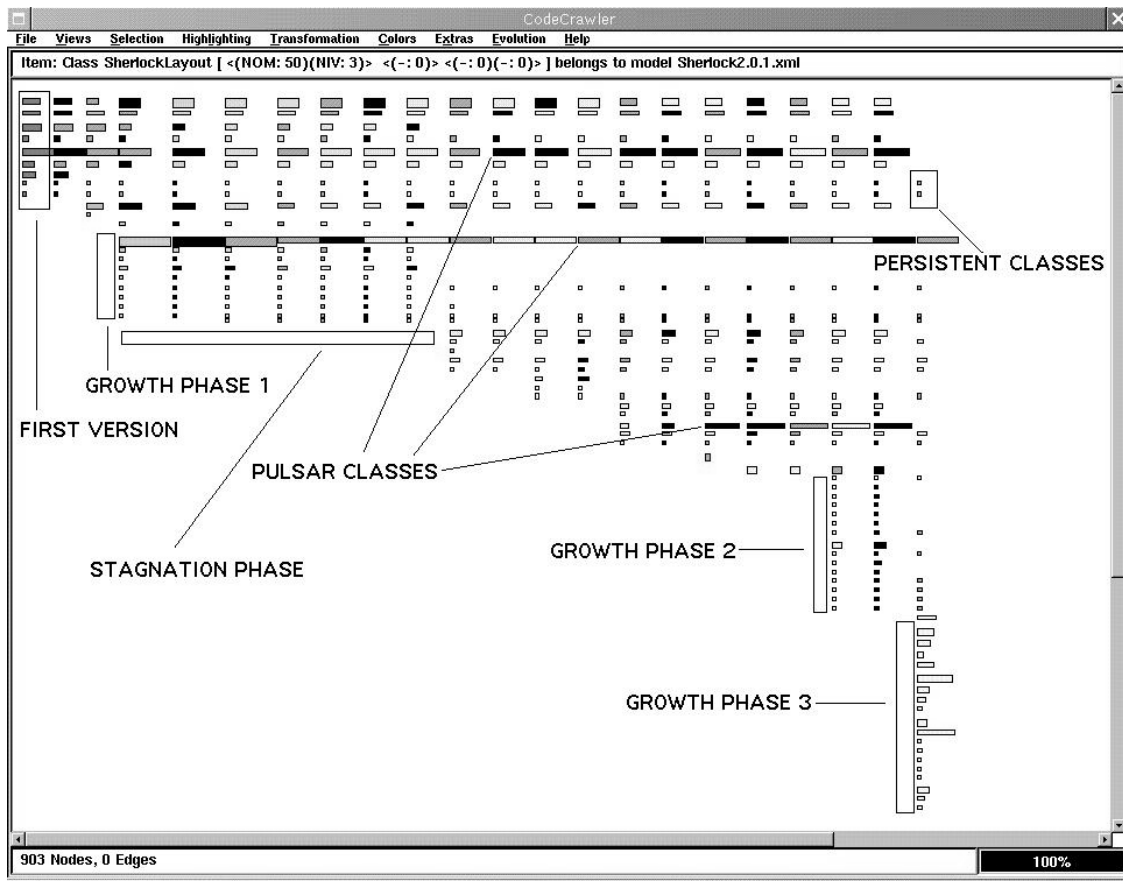 CodeCrawler
File Views Selection Highlighting Transformation Colors Extras Evolution Help
Item: Class SherlockLayout [ <(NOM: 50)(NIV: 3)> <(-: 0)> <(-: 0)(-: 0)> ] belongs to model Sherlock2.0.1.xml
PERSISTENT CLASSES
GROWTH PHASE 1
FIRST VERSION
PULSAR CLASSES
GROWTH PHASE 2
STAGNATION PHASE
GROWTH PHASE 3
903 Nodes, 0 Edges
100%